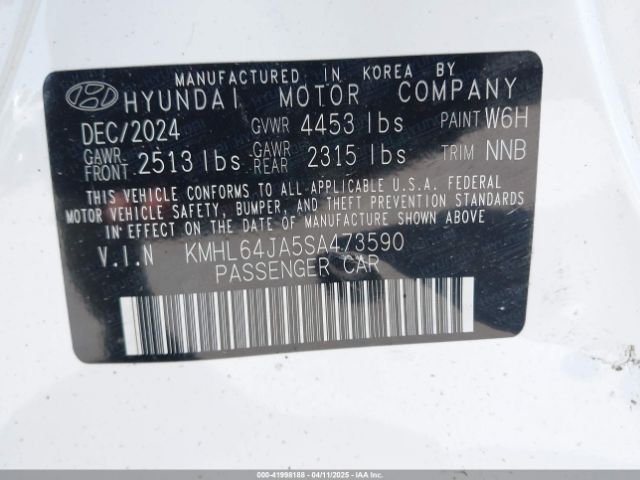 MANUFACTURED IN KOREA BY
HYUNDAI MOTOR COMPANY
DEC/2024 GVWR 4453 lbs PAINT W6H
GAWR FRONT 2513 lbs GAWR REAR 2315 lbs TRIM NNB
THIS VEHICLE CONFORMS TO ALL APPLICABLE U.S.A. FEDERAL
MOTOR VEHICLE SAFETY, BUMPER, AND THEFT PREVENTION STANDARDS
IN EFFECT ON THE DATE OF MANUFACTURE SHOWN ABOVE.
V.I.N KMHL64JA5SA473590
PASSENGER CAR
000-41998188 - 04/11/2025 - IAAI.COM